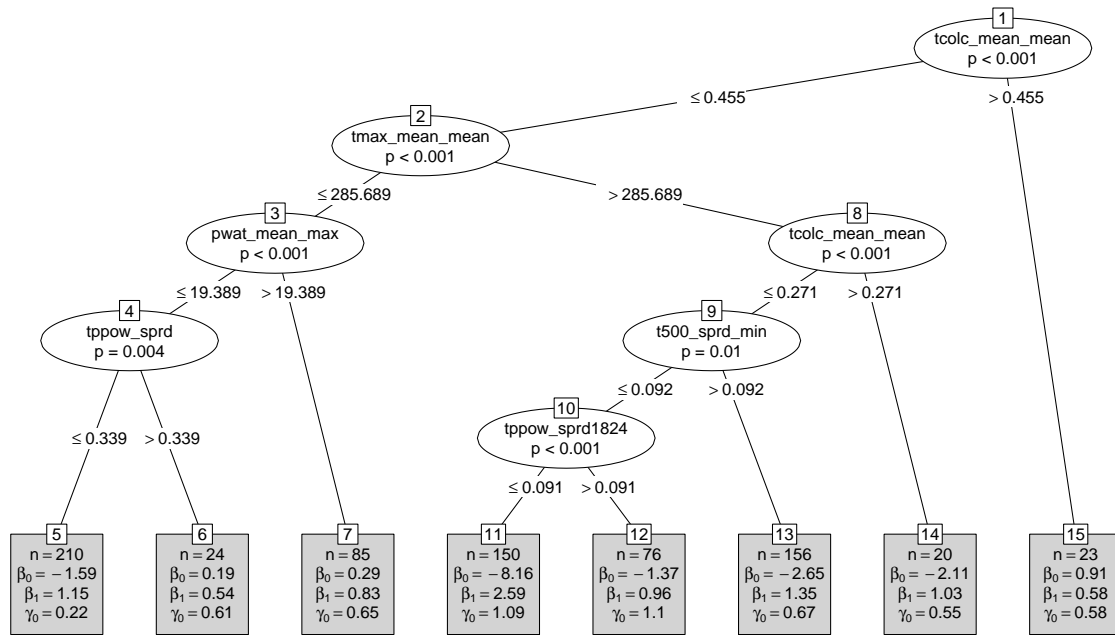 1
tcolc_mean_mean
p < 0.001
≤ 0.455
> 0.455
2
tmax_mean_mean
p < 0.001
≤ 285.689
> 285.689
3
pwat_mean_max
p < 0.001
8
tcolc_mean_mean
p < 0.001
≤ 19.389
> 19.389
≤ 0.271
> 0.271
4
tppow_sprd
p = 0.004
9
t500_sprd_min
p = 0.01
≤ 0.092
> 0.092
10
tppow_sprd1824
p < 0.001
≤ 0.339
> 0.339
≤ 0.091
> 0.091
5
n = 210
β₀ = − 1.59
β₁ = 1.15
γ₀ = 0.22
6
n = 24
β₀ = 0.19
β₁ = 0.54
γ₀ = 0.61
7
n = 85
β₀ = 0.29
β₁ = 0.83
γ₀ = 0.65
11
n = 150
β₀ = − 8.16
β₁ = 2.59
γ₀ = 1.09
12
n = 76
β₀ = − 1.37
β₁ = 0.96
γ₀ = 1.1
13
n = 156
β₀ = − 2.65
β₁ = 1.35
γ₀ = 0.67
14
n = 20
β₀ = − 2.11
β₁ = 1.03
γ₀ = 0.55
15
n = 23
β₀ = 0.91
β₁ = 0.58
γ₀ = 0.58